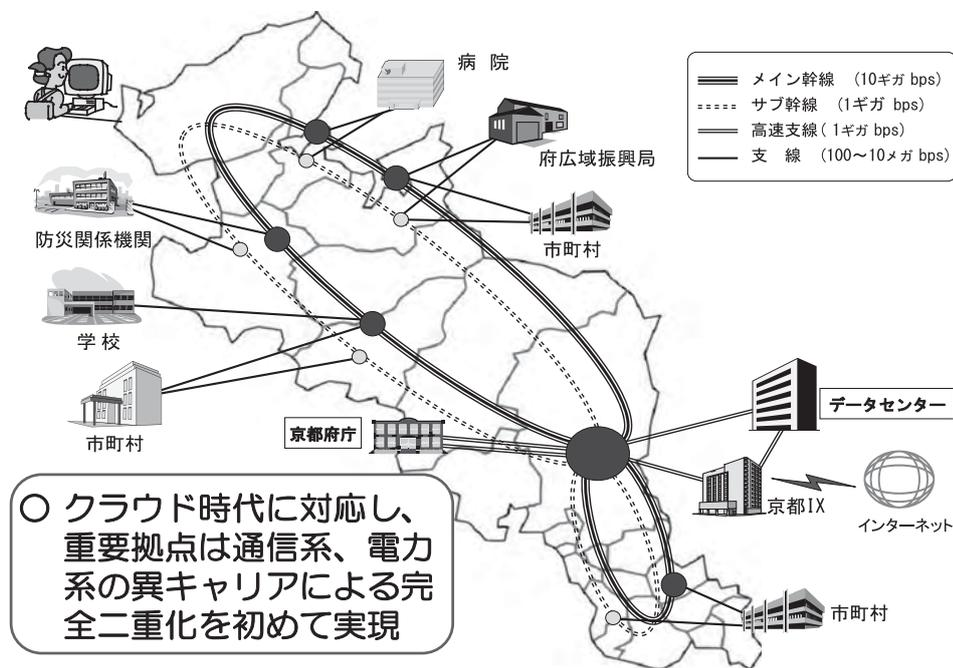 病 院
メイン幹線 (10ギガ bps)
サブ幹線 (1ギガ bps)
高速支線( 1ギガ bps)
支 線 (100~10メガ bps)
府広域振興局
市町村
防災関係機関
学 校
市町村
京都府庁
データセンター
京都IX
インターネット
市町村
○ クラウド時代に対応し、
重要拠点は通信系、電力
系の異キャリアによる完
全二重化を初めて実現